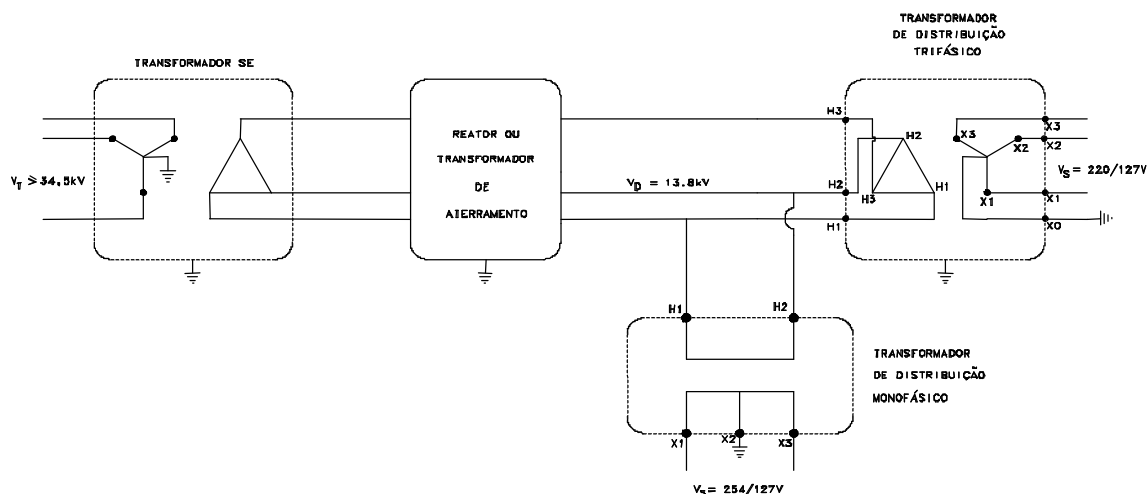 TRANSFORMADOR
DE DISTRIBUIÇÃO
TRIFÁSICO
TRANSFORMADOR SE
REATOR OU
TRANSFORMADOR
DE
ATERRAMENTO
V_T ≥ 34,5kV
V_D = 13.8kV
H3
H2
H1
H2
H3
H1
X3
X2
X1
X3
X2
X1
X0
V_S = 220/127V
H1
H2
TRANSFORMADOR
DE DISTRIBUIÇÃO
MONOFÁSICO
X1
X2
X3
V_S = 254/127V